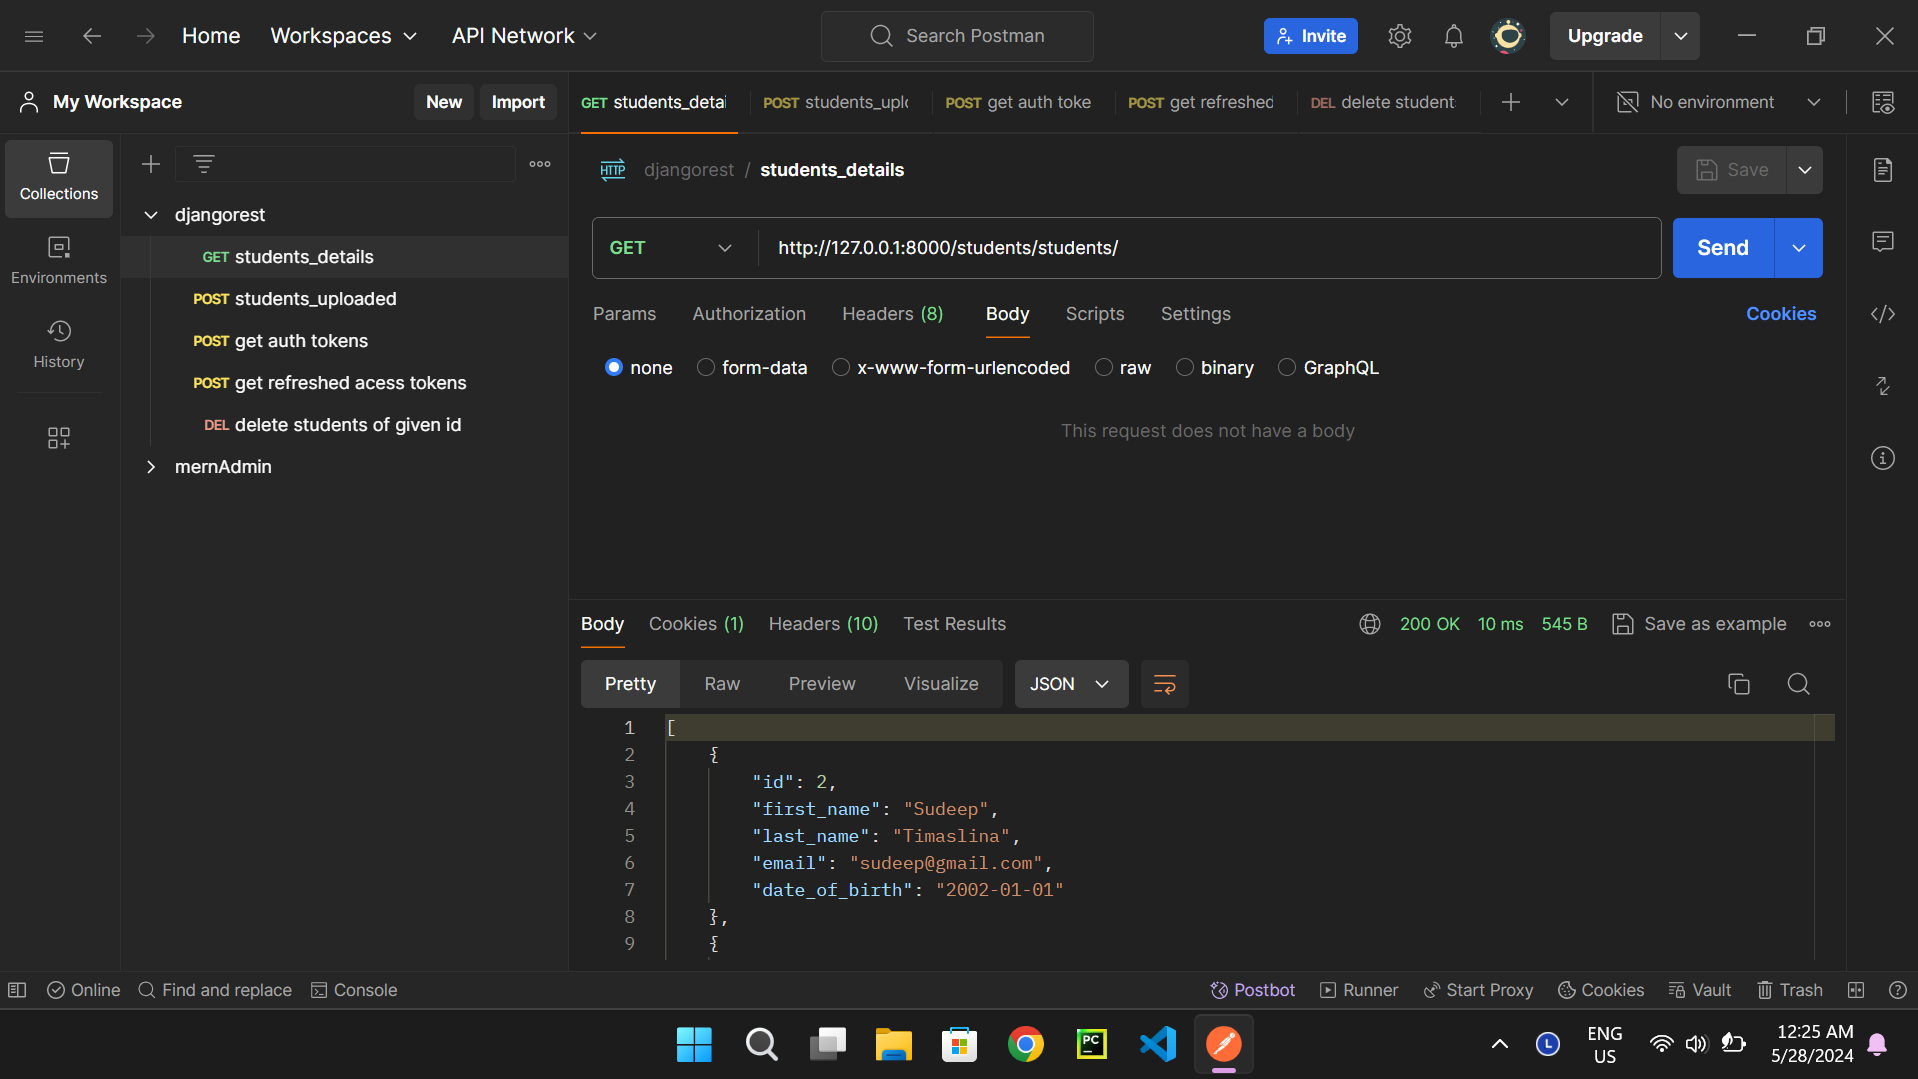 Home Workspaces API Network Search Postman Invite Upgrade
My Workspace New Import GET students_detai POST students_uplo POST get auth toke POST get refreshed DEL delete student No environment
Collections
Environments
History
djangorest
GET students_details
POST students_uploaded
POST get auth tokens
POST get refreshed acess tokens
DEL delete students of given id
mernAdmin
HTTP djangorest / students_details Save
GET http://127.0.0.1:8000/students/students/ Send
Params Authorization Headers (8) Body Scripts Settings Cookies
none form-data x-www-form-urlencoded raw binary GraphQL
This request does not have a body
Body Cookies (1) Headers (10) Test Results 200 OK 10 ms 545 B Save as example
Pretty Raw Preview Visualize JSON
1 [
2 {
3 "id": 2,
4 "first_name": "Sudeep",
5 "last_name": "Timaslina",
6 "email": "sudeep@gmail.com",
7 "date_of_birth": "2002-01-01"
8 },
9 {
Online Find and replace Console Postbot Runner Start Proxy Cookies Vault Trash
PC L ENG 12:25 AM
US 5/28/2024